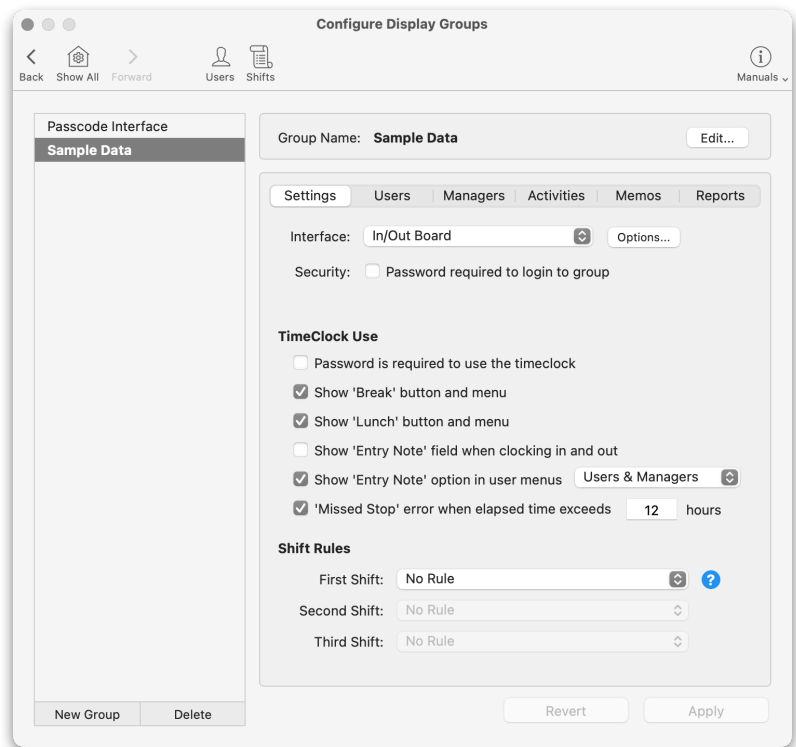 Configure Display Groups
Back Show All Forward Users Shifts Manuals
Passcode Interface
Sample Data
Group Name: Sample Data Edit...
Settings Users Managers Activities Memos Reports
Interface: In/Out Board Options...
Security: Password required to login to group
TimeClock Use
Password is required to use the timeclock
Show 'Break' button and menu
Show 'Lunch' button and menu
Show 'Entry Note' field when clocking in and out
Show 'Entry Note' option in user menus Users & Managers
'Missed Stop' error when elapsed time exceeds 12 hours
Shift Rules
First Shift: No Rule ?
Second Shift: No Rule
Third Shift: No Rule
New Group Delete Revert Apply